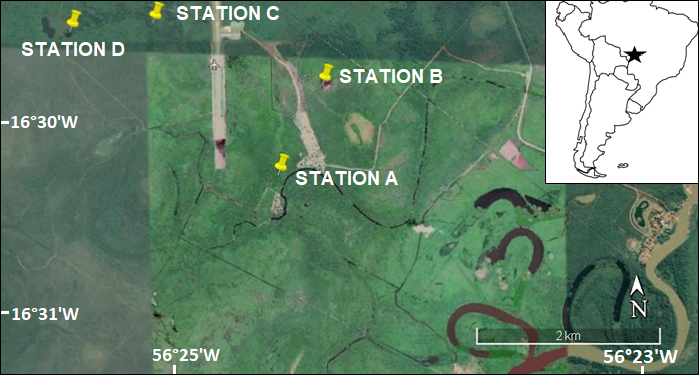 STATION C
STATION D
STATION B
16°30'W
STATION A
16°31'W
N
2 km
56°25'W
56°23'W